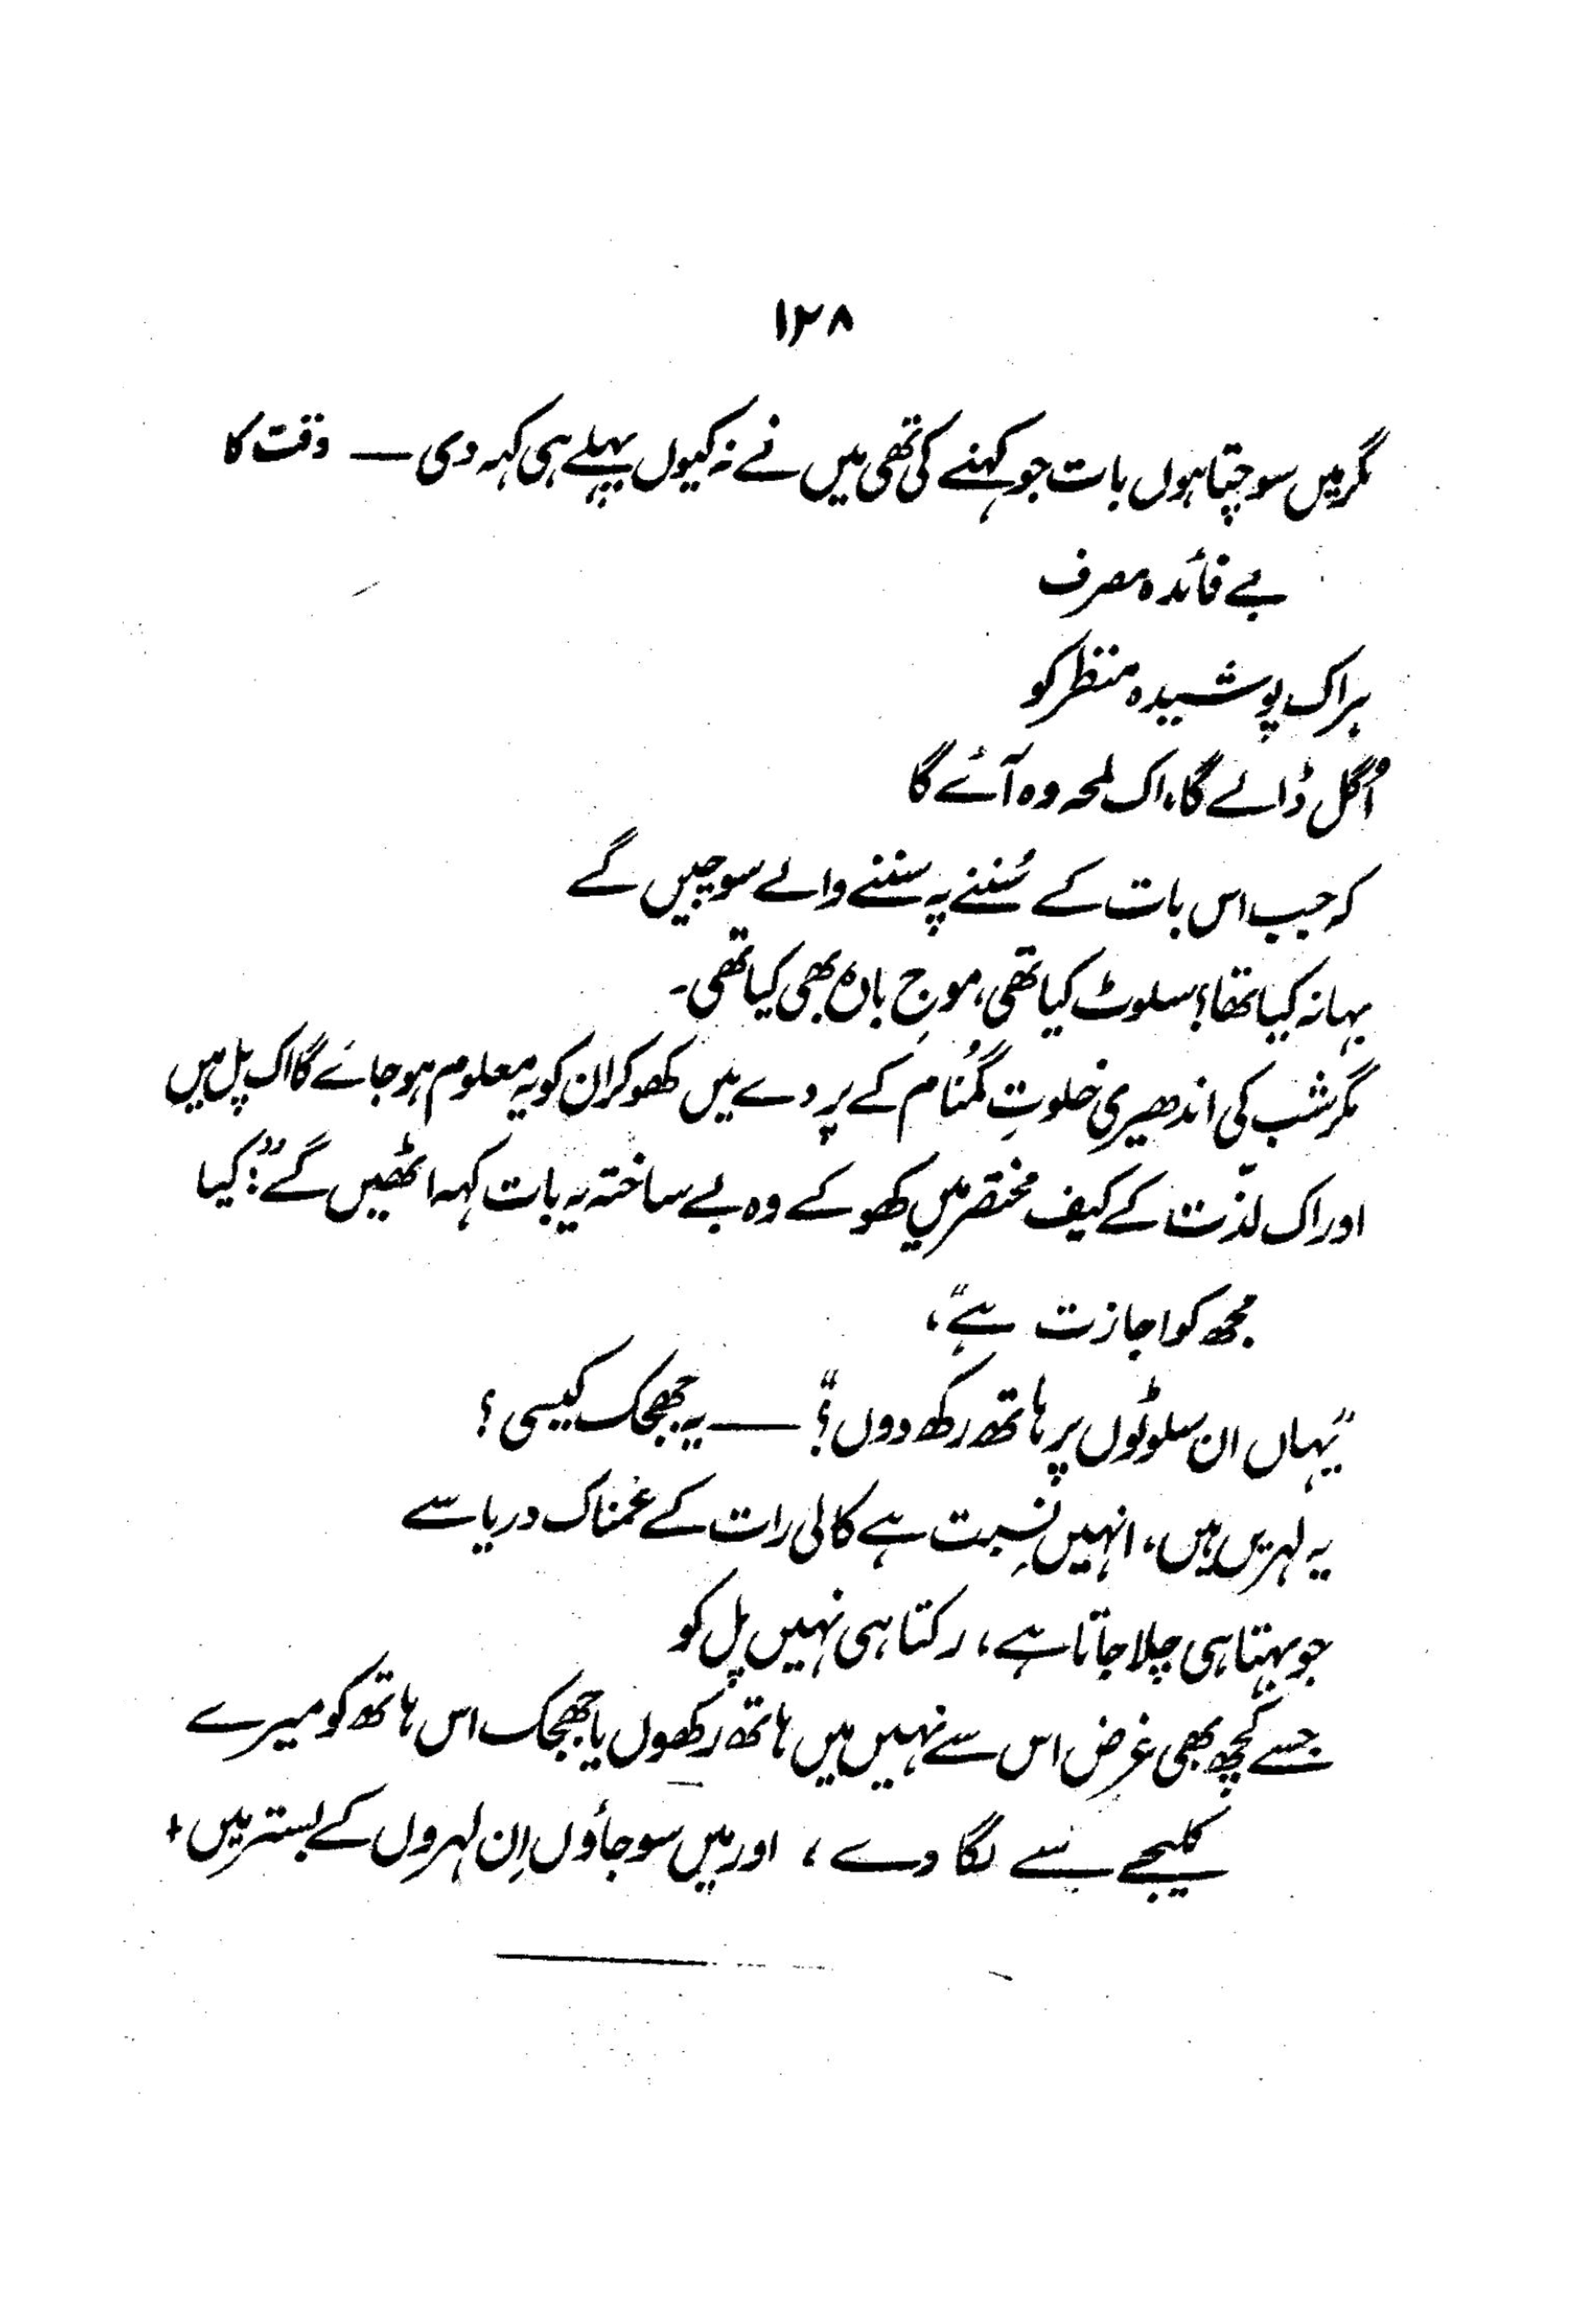 ۱۲۸
مگر میں سوچتا ہوں بات جو کہنے کی تھی میں نے نہ کیوں پہلے ہی کہہ دی — وقت کا
بے فائدہ مصرف
ہر اک پوشیدہ منظر کو
اُگل ڈالے گا، اک لمحہ وہ آئے گا
کہ جب اس بات کے سُننے پہ سننے والے سوچیں گے
بہانہ کیا تھا؟ سلوٹ کیا تھی، موجِ بادہ بھی کیا تھی۔
مگر شب کی اندھیری خلوتِ گُمنام کے پردے میں کھو کر ان کو یہ معلوم ہو جائے گا اک پل میں
اور اک لذّت کے کیف مختصر میں کھو کے وہ بے ساختہ یہ بات کہہ اٹھیں گے: "کیا
مجھ کو اجازت ہے"،
"یہاں ان سلوٹوں پر ہاتھ رکھ دوں؟" — یہ جھجک کیسی؟
یہ لہریں ہیں، انہیں نِسبت ہے کالی رات کے غمناک دریا سے
جو بہتا ہی چلا جاتا ہے، رکتا ہی نہیں پل کو
جسے کچھ بھی غرض اس سے نہیں میں ہاتھ رکھوں یا جھجک اس ہاتھ کو میرے
کلیجے سے لگا دے، اور میں سو جاؤں اِن لہروں کے بستر میں+